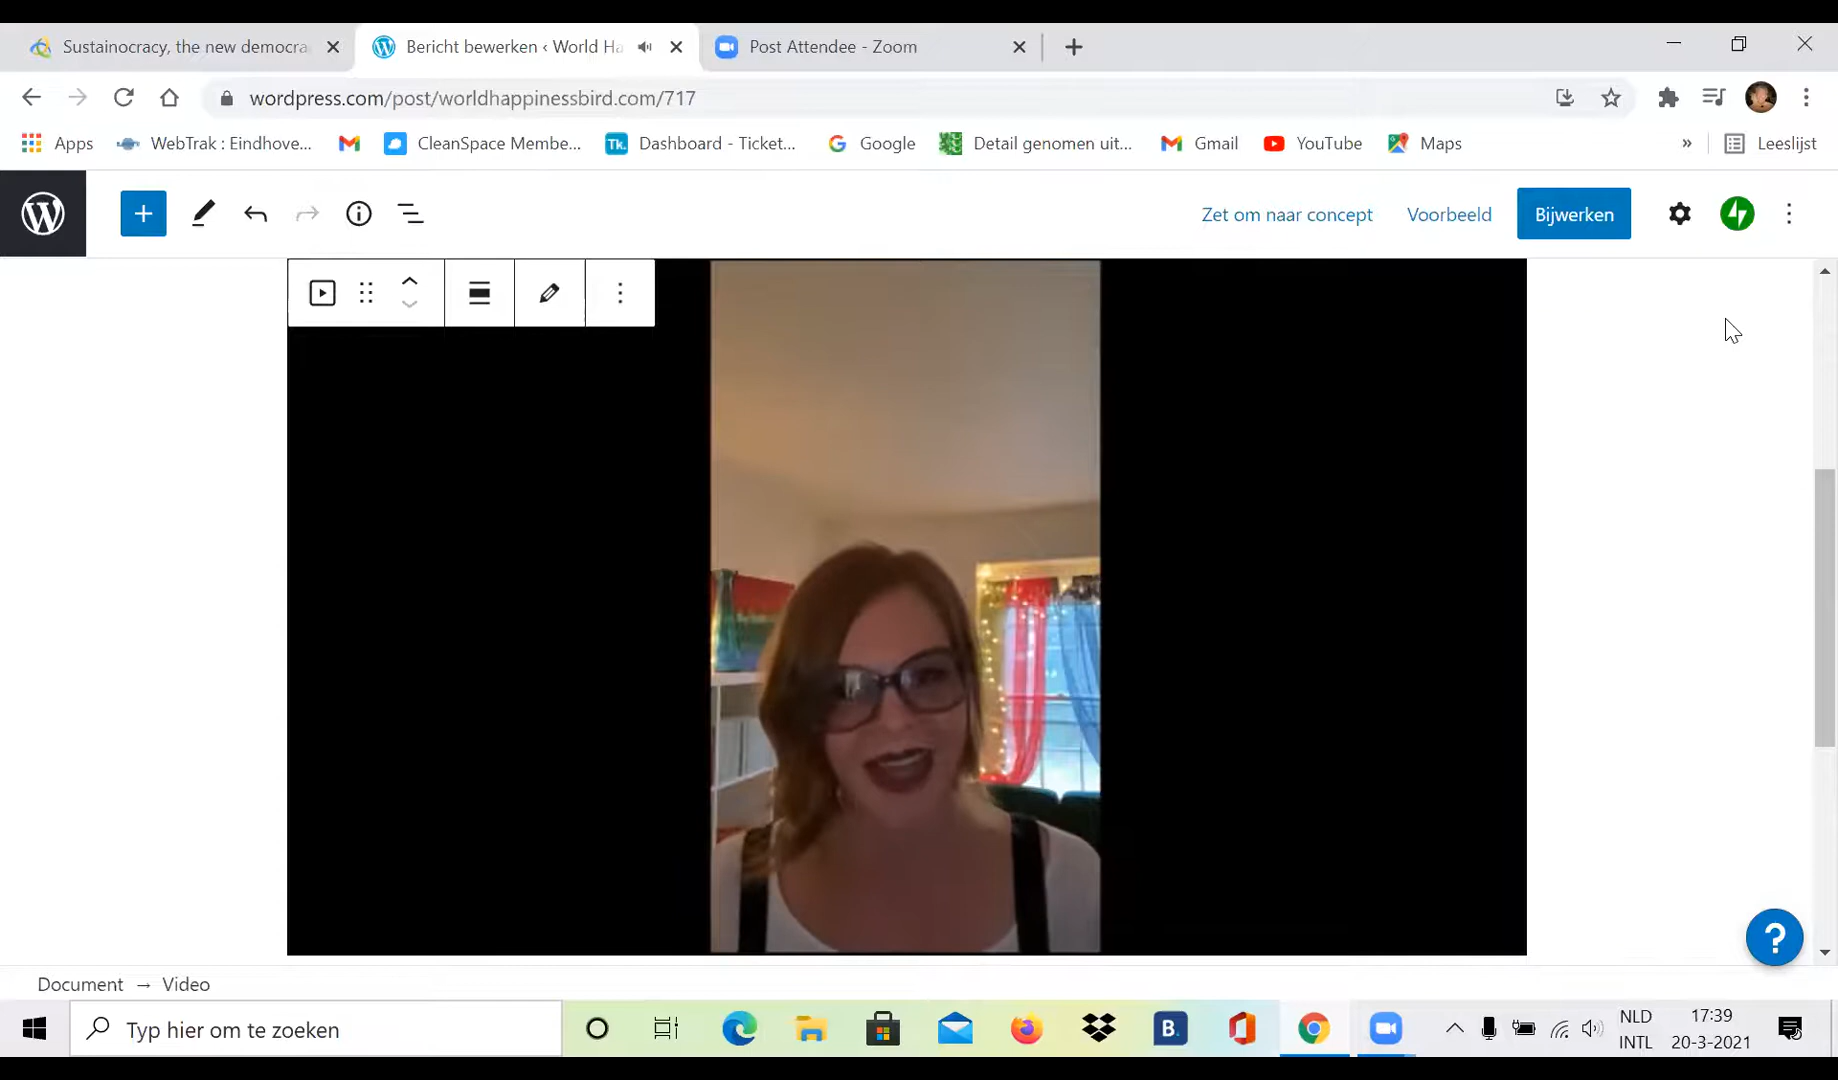 Sustainocracy, the new democra
Bericht bewerken ‹ World Ha
Post Attendee - Zoom
wordpress.com/post/worldhappinessbird.com/717
Apps
WebTrak : Eindhove...
CleanSpace Membe...
Tk.
Dashboard - Ticket...
Google
Detail genomen uit...
Gmail
YouTube
Maps
»
Leeslijst
Zet om naar concept
Voorbeeld
Bijwerken
?
Document → Video
Typ hier om te zoeken
B.
NLD
INTL
17:39
20-3-2021